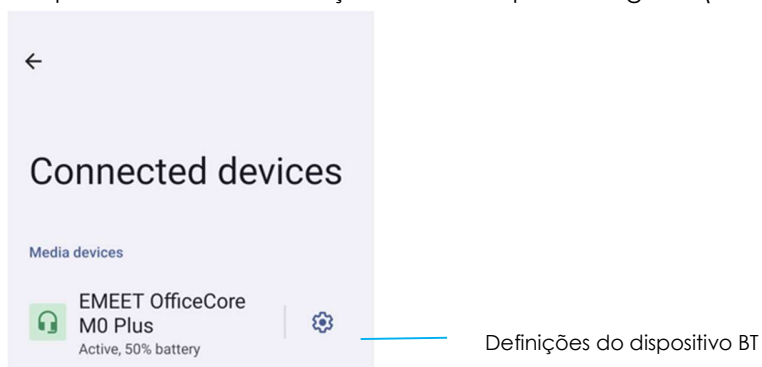 Connected devices
Media devices
EMEET OfficeCore
M0 Plus
Active, 50% battery
Definições do dispositivo BT